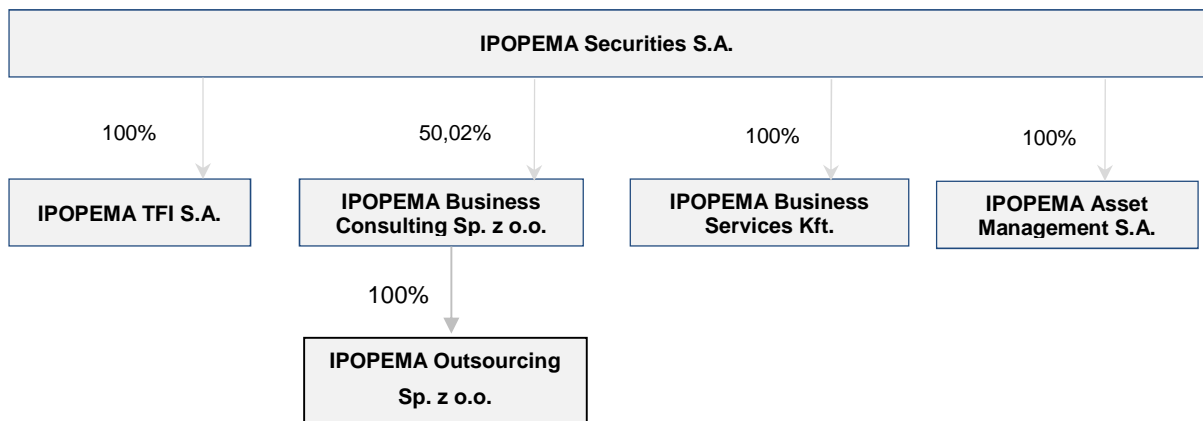 IPOPEMA Securities S.A.
100%
50,02%
100%
100%
IPOPEMA TFI S.A.
IPOPEMA Business
Consulting Sp. z o.o.
IPOPEMA Business
Services Kft.
IPOPEMA Asset
Management S.A.
100%
IPOPEMA Outsourcing
Sp. z o.o.